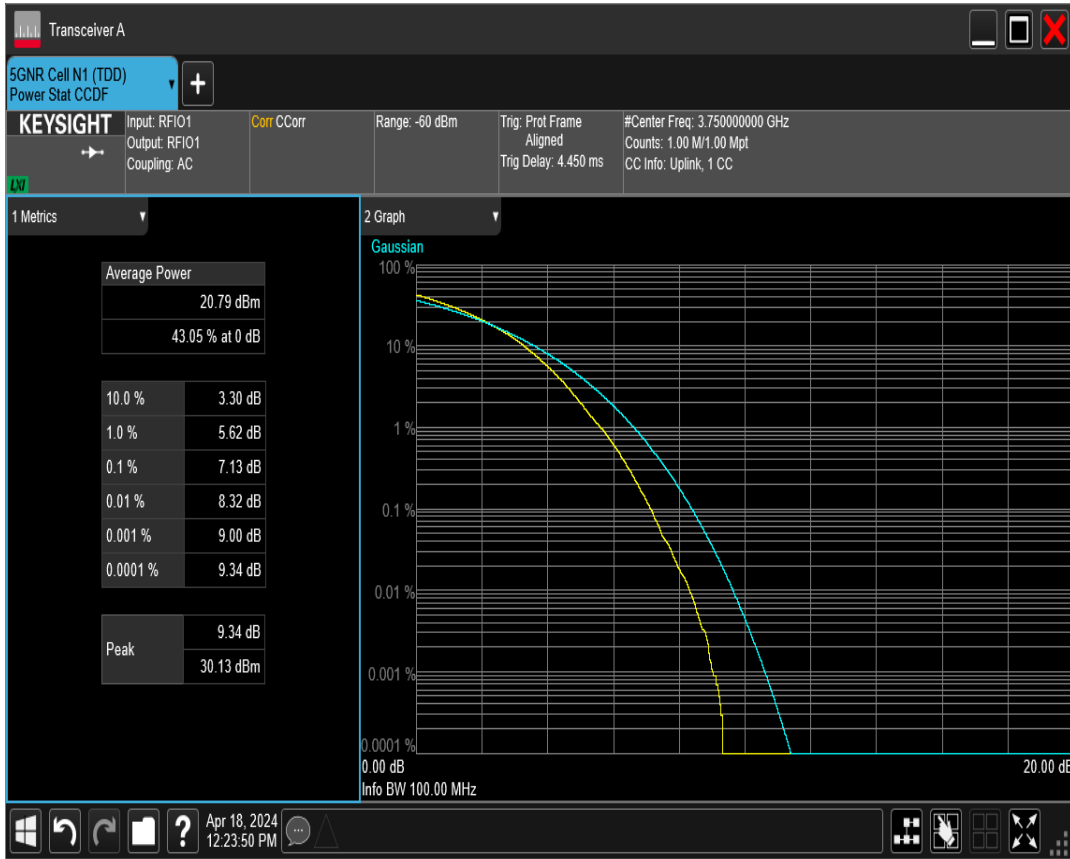 Transceiver A
5GNR Cell N1 (TDD)
Power Stat CCDF
KEYSIGHT
LXI
Input: RFIO1
Output: RFIO1
Coupling: AC
Corr CCorr
Range: -60 dBm
Trig: Prot Frame
Aligned
Trig Delay: 4.450 ms
#Center Freq: 3.750000000 GHz
Counts: 1.00 M/1.00 Mpt
CC Info: Uplink, 1 CC
1 Metrics
Average Power
20.79 dBm
43.05 % at 0 dB
10.0 % 3.30 dB
1.0 % 5.62 dB
0.1 % 7.13 dB
0.01 % 8.32 dB
0.001 % 9.00 dB
0.0001 % 9.34 dB
Peak
9.34 dB
30.13 dBm
2 Graph
Gaussian
100 %
10 %
1 %
0.1 %
0.01 %
0.001 %
0.0001 %
0.00 dB
20.00 dB
Info BW 100.00 MHz
Apr 18, 2024
12:23:50 PM